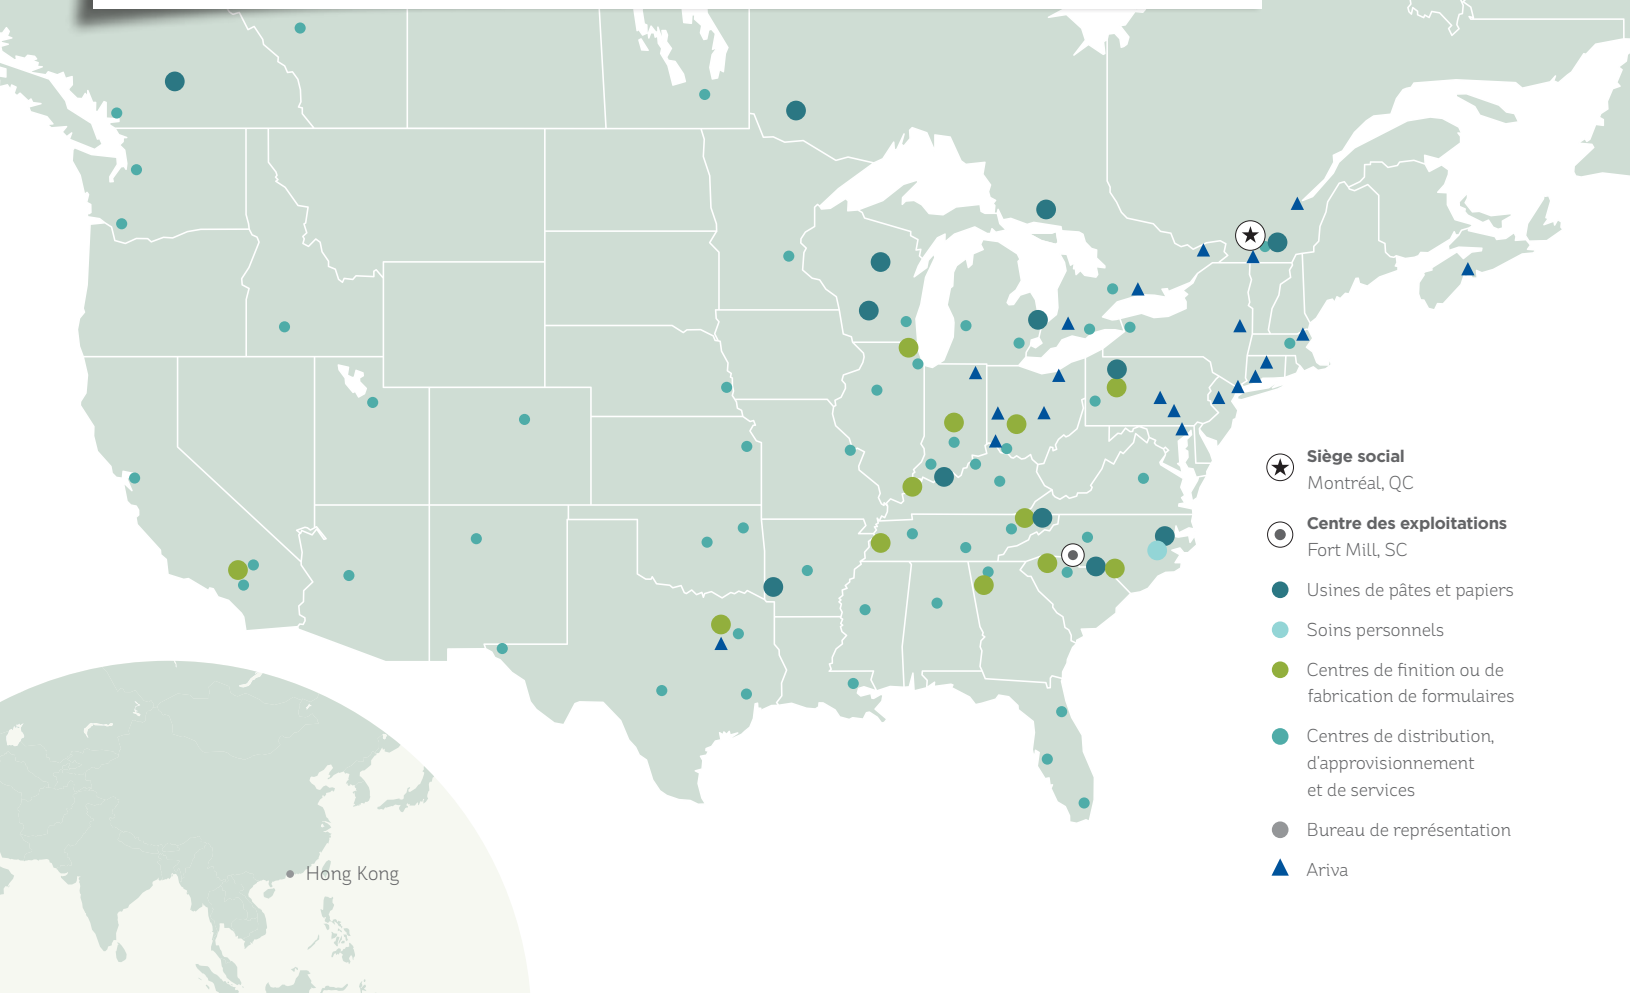 Siège social
Montréal, QC
Centre des exploitations
Fort Mill, SC
Usines de pâtes et papiers
Soins personnels
Centres de finition ou de
fabrication de formulaires
Centres de distribution,
d'approvisionnement
et de services
Bureau de représentation
Ariva
Hong Kong